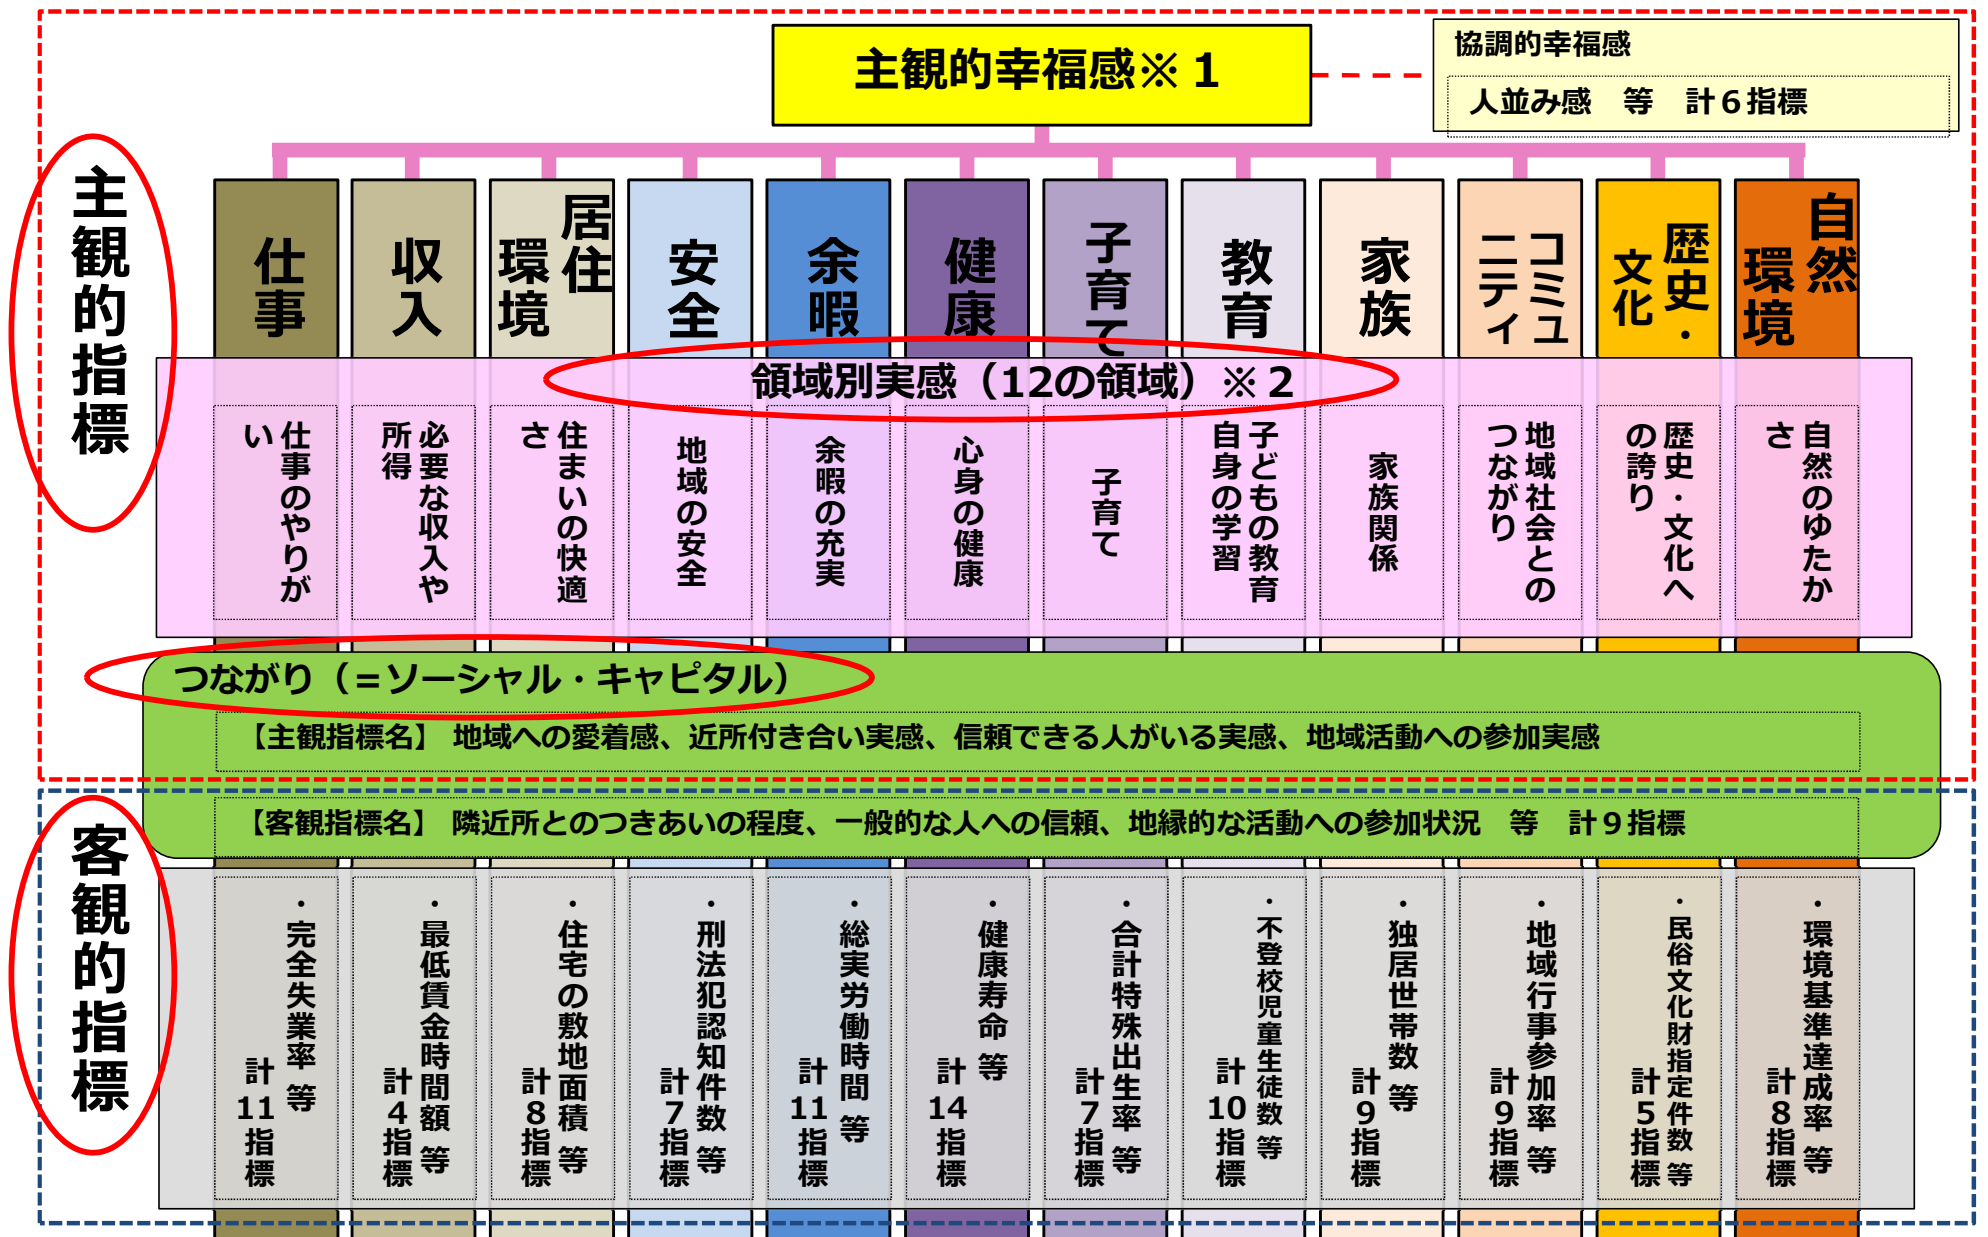 主観的幸福感※１
協調的幸福感
人並み感　等　計６指標
主観的指標
仕事
収入
居住
環境
安全
余暇
健康
子育て
教育
家族
コミュ
ニティ
歴史・
文化
自然
環境
領域別実感（12の領域）※２
仕事のやりが
い
必要な収入や
所得
住まいの快適
さ
地域の安全
余暇の充実
心身の健康
子育て
子どもの教育
自身の学習
家族関係
地域社会との
つながり
歴史・文化へ
の誇り
自然のゆたか
さ
つながり（=ソーシャル・キャピタル）
【主観指標名】 地域への愛着感、近所付き合い実感、信頼できる人がいる実感、地域活動への参加実感
【客観指標名】 隣近所とのつきあいの程度、一般的な人への信頼、地縁的な活動への参加状況　等　計９指標
客観的指標
・完全失業率 等
計11指標
・最低賃金時間額 等
計４指標
・住宅の敷地面積 等
計８指標
・刑法犯認知件数 等
計７指標
・総実労働時間 等
計11指標
・健康寿命 等
計14指標
・合計特殊出生率 等
計７指標
・不登校児童生徒数 等
計10指標
・独居世帯数 等
計９指標
・地域行事参加率 等
計９指標
・民俗文化財指定件数 等
計５指標
・環境基準達成率 等
計８指標